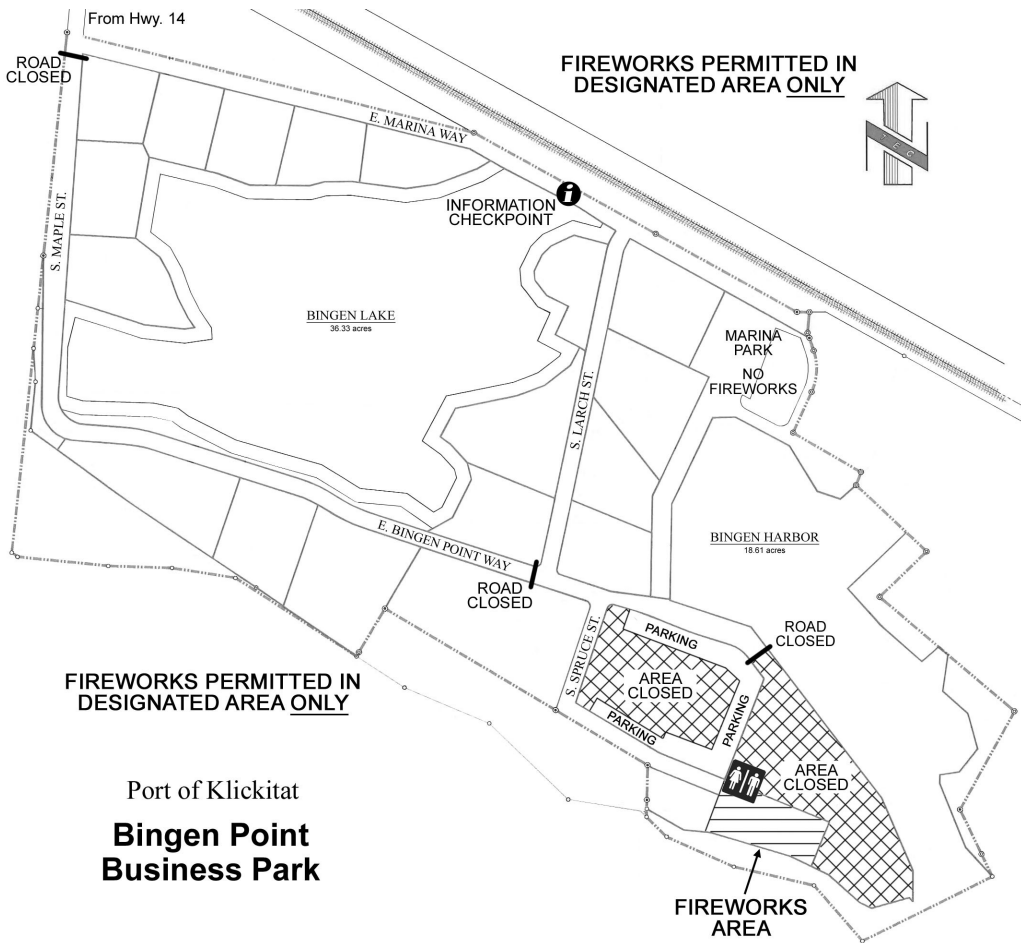 From Hwy. 14
ROAD
CLOSED
FIREWORKS PERMITTED IN
DESIGNATED AREA ONLY
E. MARINA WAY
INFORMATION
CHECKPOINT
S. MAPLE ST.
BINGEN LAKE
36.33 acres
MARINA
PARK
NO
FIREWORKS
S. LARCH ST.
E. BINGEN POINT WAY
BINGEN HARBOR
18.61 acres
ROAD
CLOSED
S. SPRUCE ST.
PARKING
ROAD
CLOSED
AREA
CLOSED
PARKING
PARKING
AREA
CLOSED
FIREWORKS PERMITTED IN
DESIGNATED AREA ONLY
Port of Klickitat
Bingen Point
Business Park
FIREWORKS
AREA